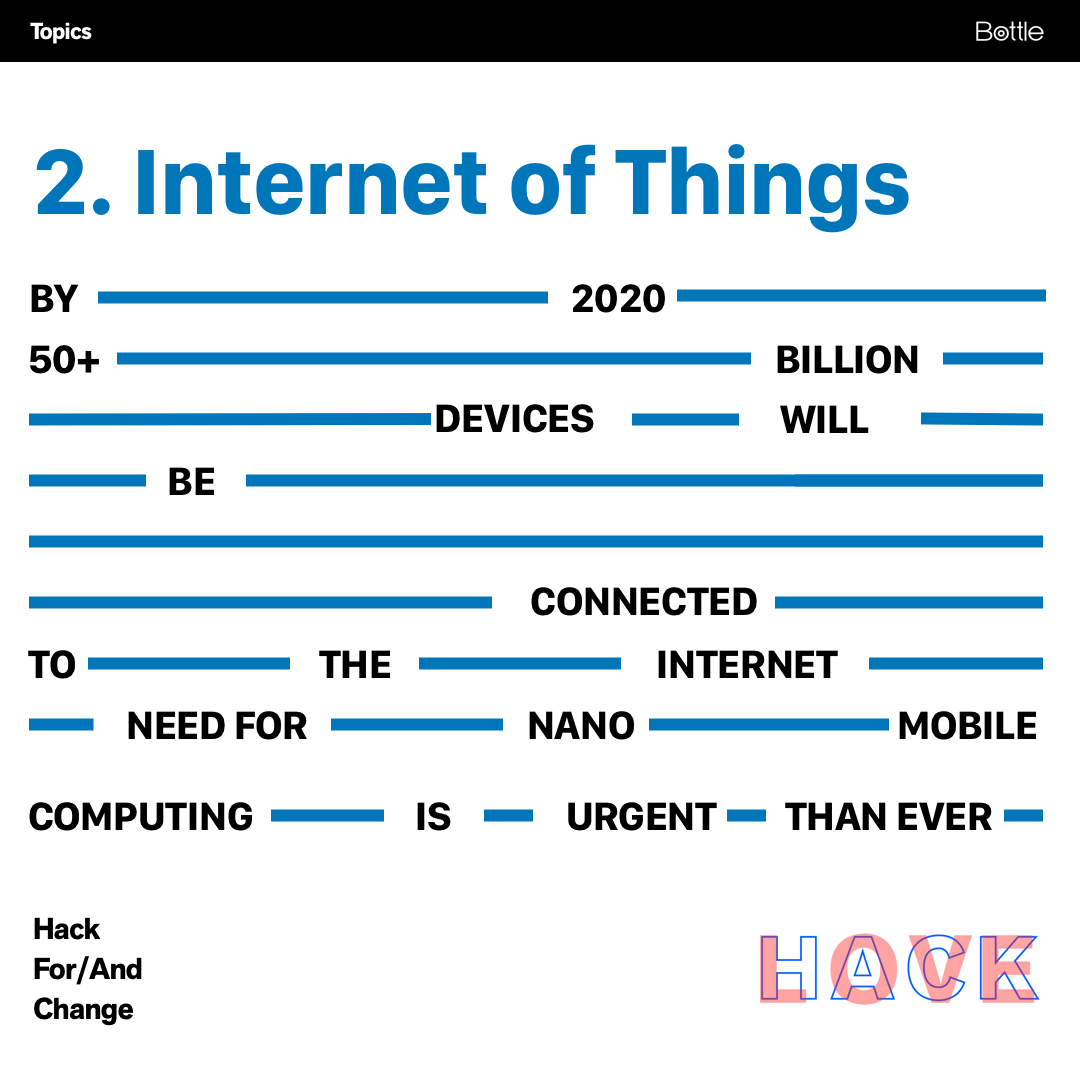 Topics
Bottle
2. Internet of Things
BY 2020
50+ BILLION
DEVICES WILL
BE
CONNECTED
TO THE INTERNET
NEED FOR NANO MOBILE
COMPUTING IS URGENT THAN EVER
Hack
For/And
Change
HACK
LOVE